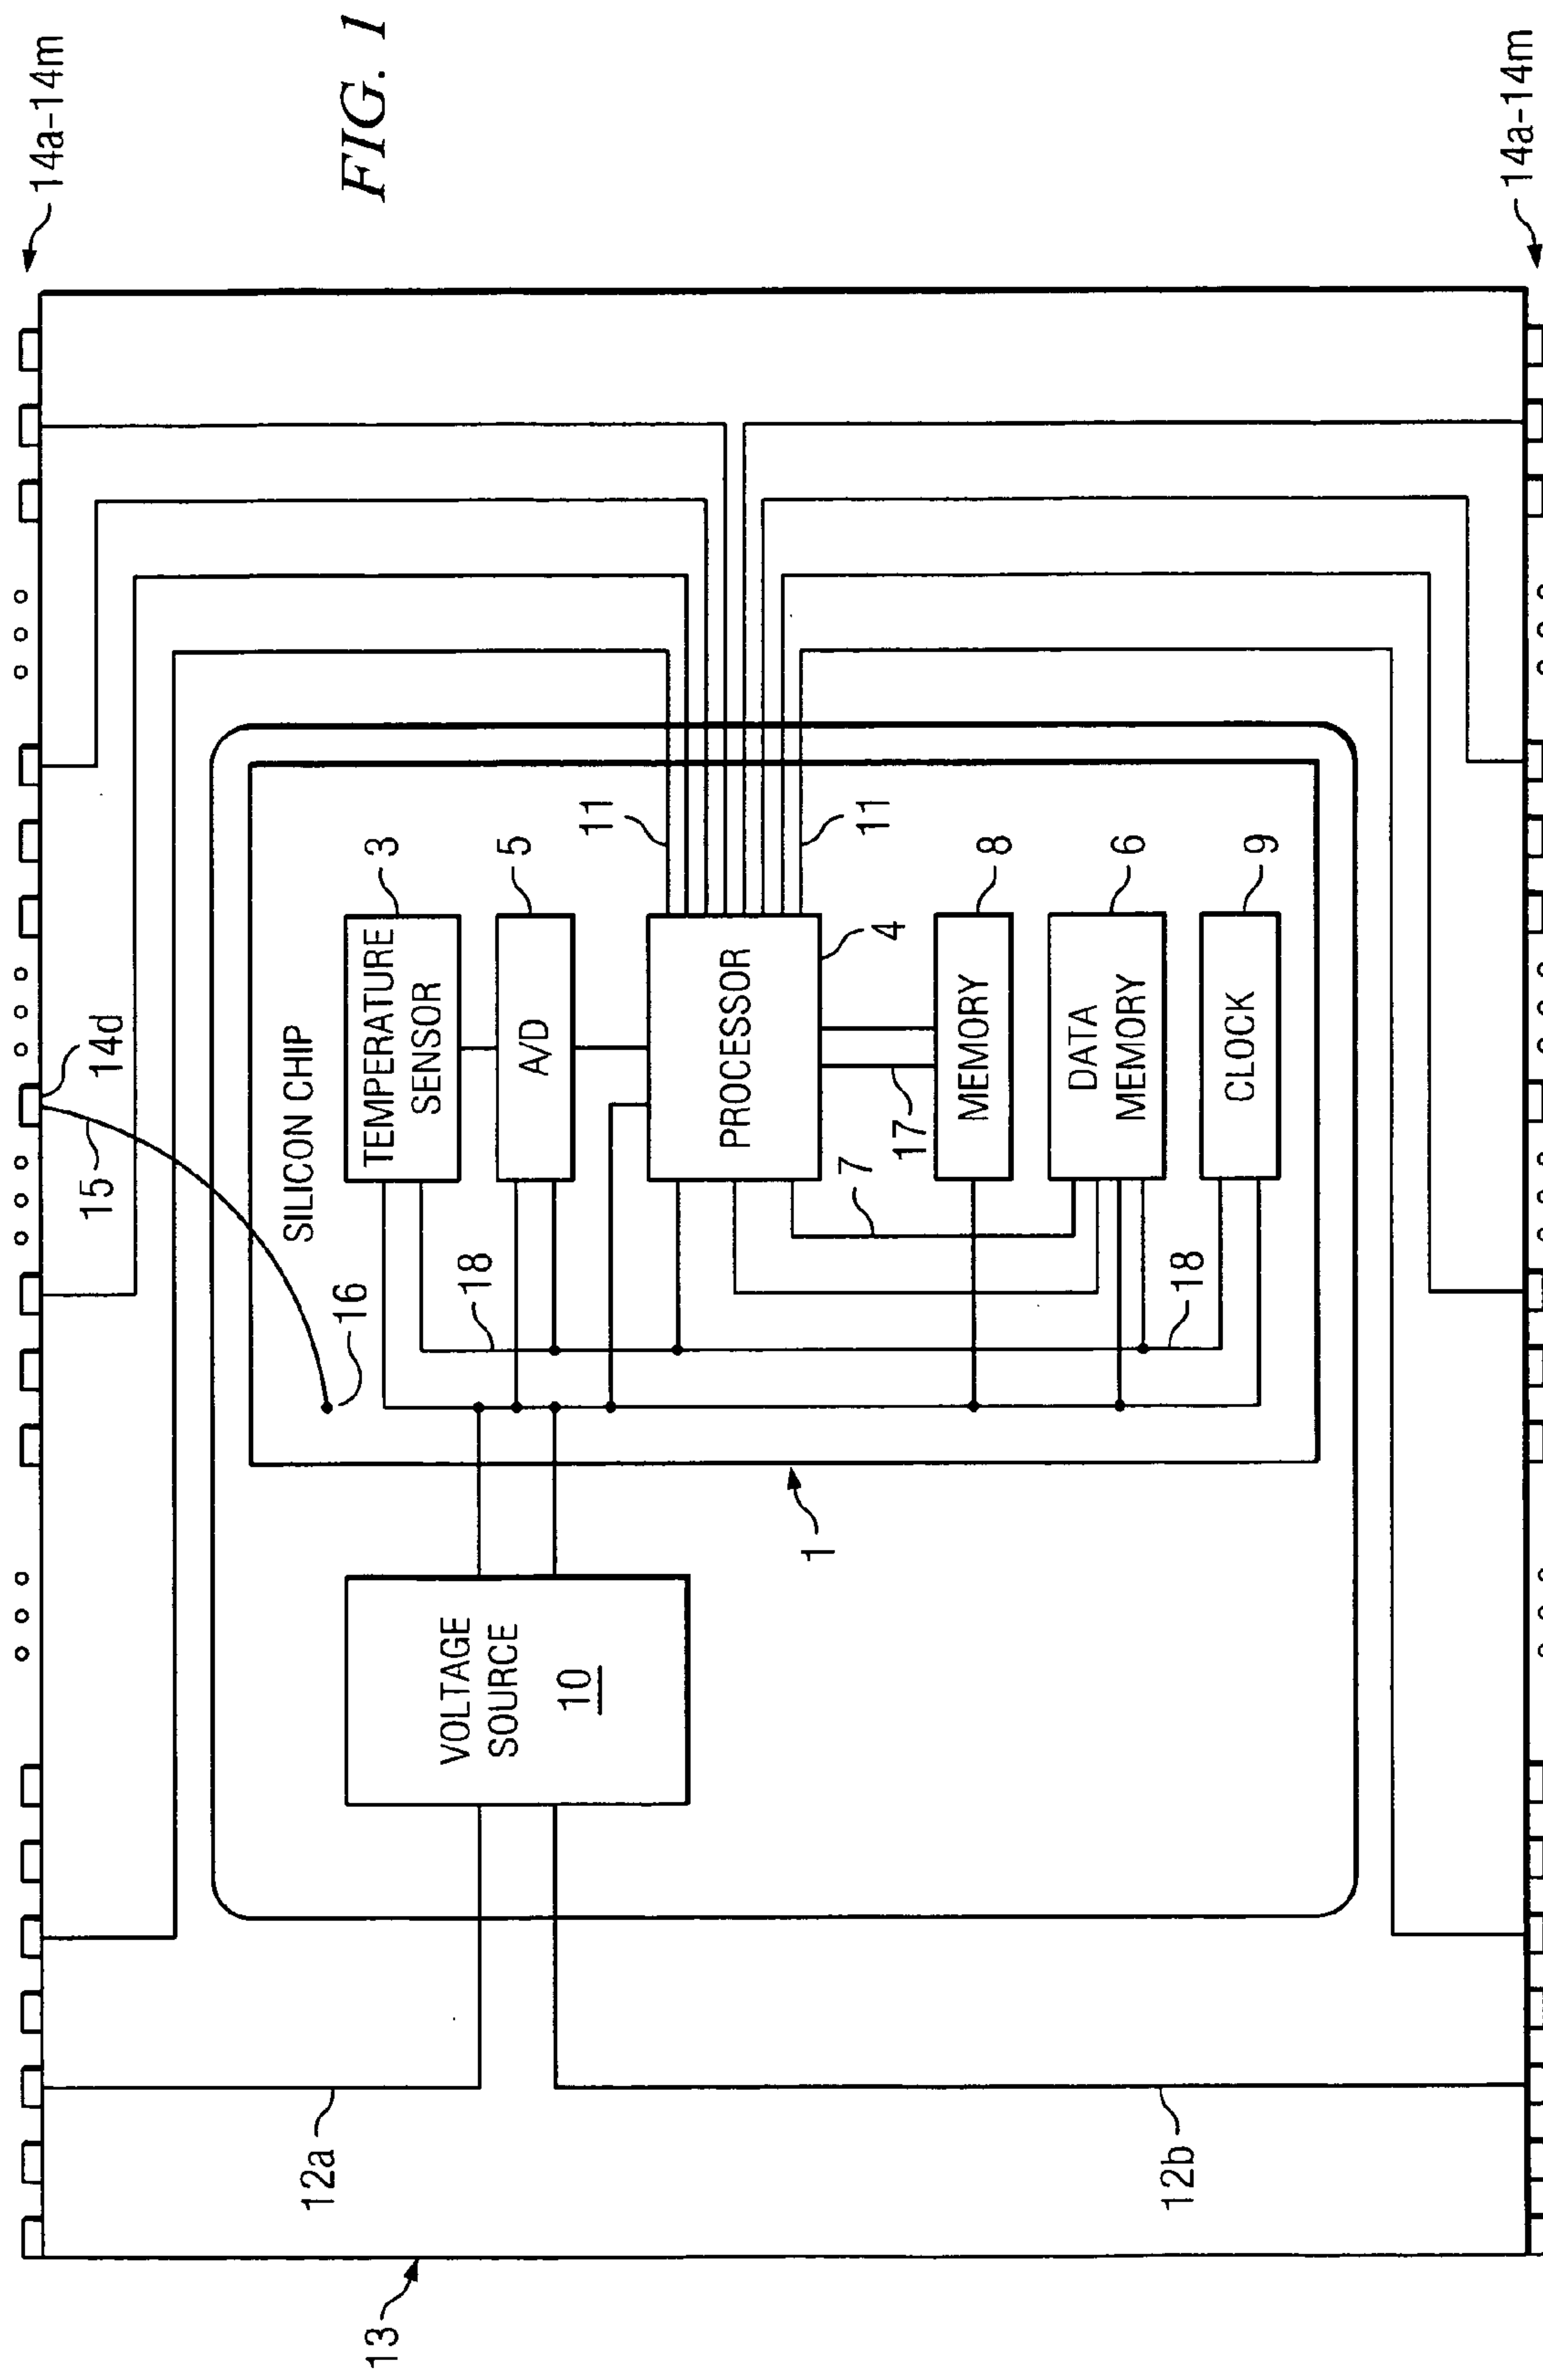 14a-14m
FIG. 1
15
14d
SILICON CHIP
16
TEMPERATURE
SENSOR
3
18
A/D
5
11
VOLTAGE
SOURCE
10
PROCESSOR
4
11
1
7
17
MEMORY
8
DATA
MEMORY
6
18
CLOCK
9
12a
12b
13
14a-14m